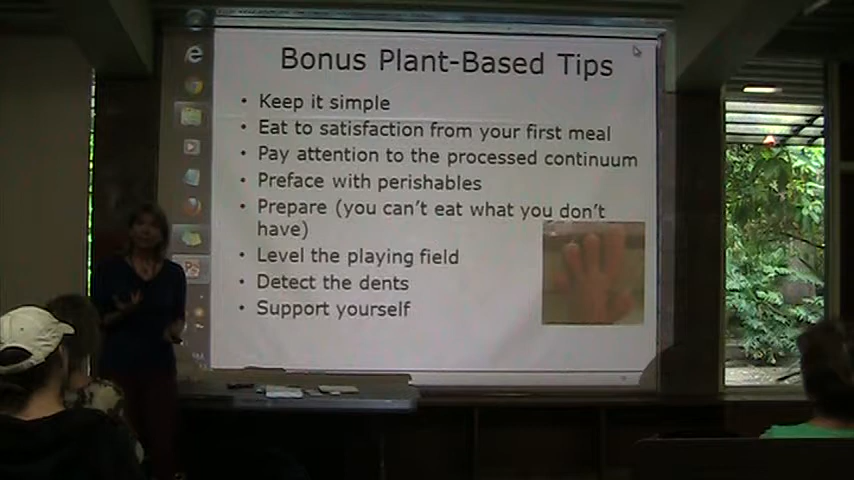 Bonus Plant-Based Tips
• Keep it simple
• Eat to satisfaction from your first meal
• Pay attention to the processed continuum
• Preface with perishables
• Prepare (you can't eat what you don't
have)
• Level the playing field
• Detect the dents
• Support yourself